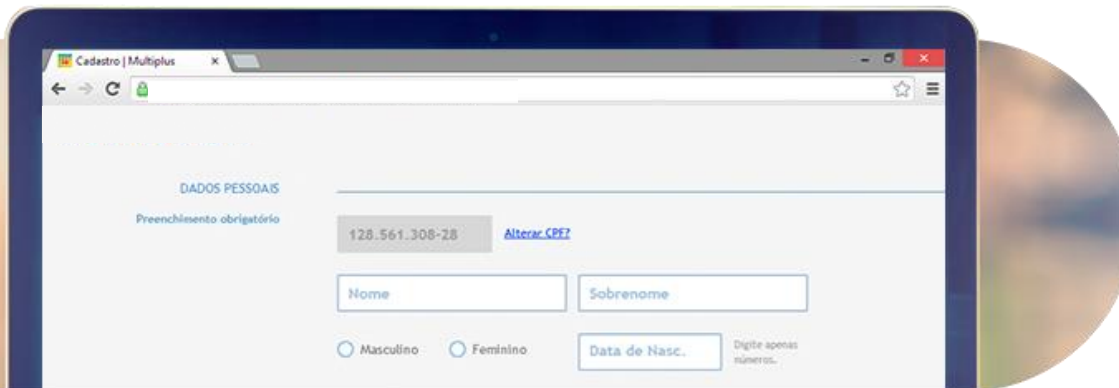 Cadastro | Multiplus
DADOS PESSOAIS
Preenchimento obrigatório
128.561.308-28 Alterar CPF?
Nome Sobrenome
Masculino Feminino Data de Nasc. Digite apenas
números.